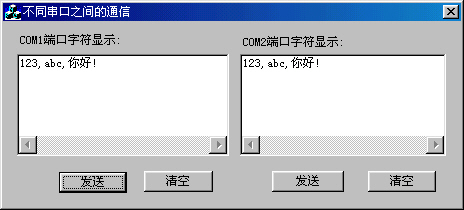 不同串口之间的通信
COM1端口字符显示:
COM2端口字符显示:
123,abc,你好!
123,abc,你好!
发送
清空
发送
清空